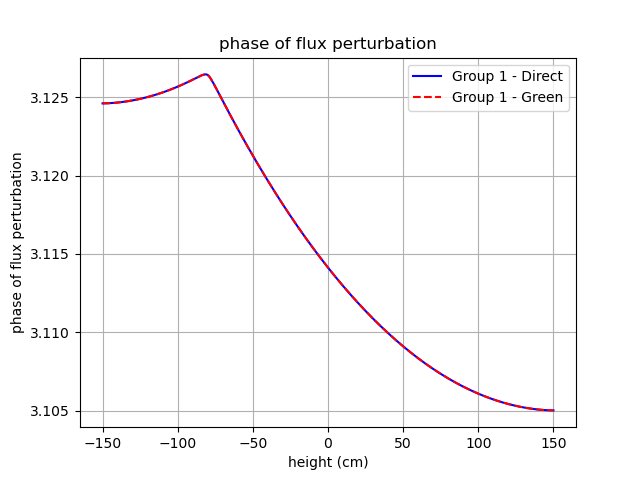 phase of flux perturbation
Group 1 - Direct
Group 1 - Green
phase of flux perturbation
3.125
3.120
3.115
3.110
3.105
−150
−100
−50
0
50
100
150
height (cm)